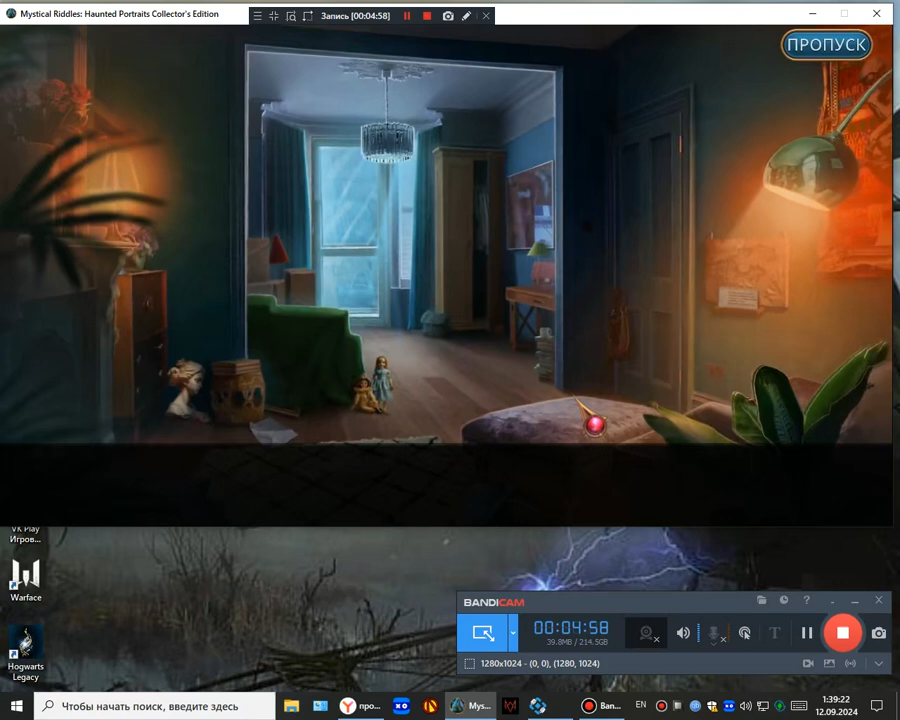 Mystical Riddles: Haunted Portraits Collector's Edition
Запись [00:04:58]
ПРОПУСК
VK Play
Игров...
Warface
Hogwarts
Legacy
BANDICAM
00:04:58
39.8MB / 214.5GB
1280x1024 - (0, 0), (1280, 1024)
Чтобы начать поиск, введите здесь
про...
Mys...
Ban...
EN
1:39:22
12.09.2024